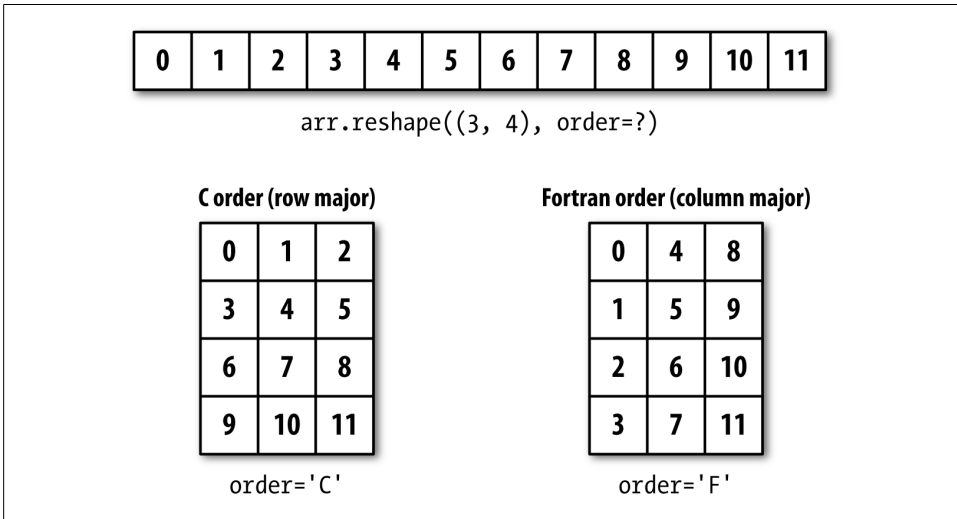 0 1 2 3 4 5 6 7 8 9 10 11
arr.reshape((3, 4), order=?)
C order (row major)
0 1 2
3 4 5
6 7 8
9 10 11
order='C'
Fortran order (column major)
0 4 8
1 5 9
2 6 10
3 7 11
order='F'